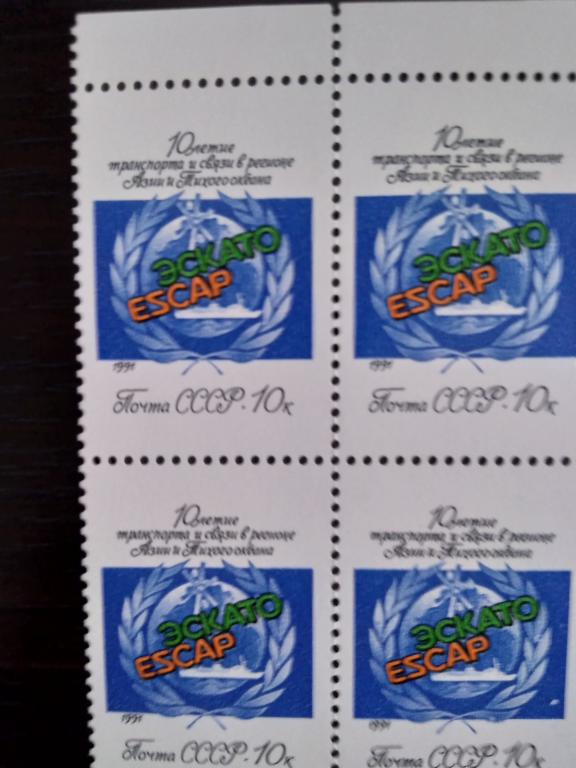 10летие
транспорта и связи в регионе
Азии и Тихого океана
ЭСКАТО
ESCAP
1991
Почта СССР·10к
10летие
транспорта и связи в регионе
Азии и Тихого океана
ЭСКАТО
ESCAP
1991
Почта СССР·10к
10летие
транспорта и связи в регионе
Азии и Тихого океана
ЭСКАТО
ESCAP
1991
Почта СССР·10к
10летие
транспорта и связи в регионе
Азии и Тихого океана
ЭСКАТО
ESCAP
1991
Почта СССР·10к